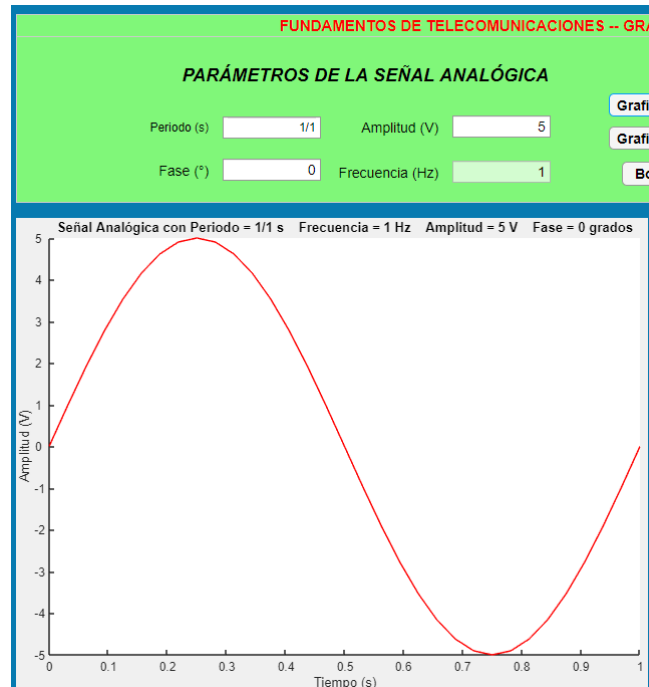 FUNDAMENTOS DE TELECOMUNICACIONES -- GRA
PARÁMETROS DE LA SEÑAL ANALÓGICA
Periodo (s) 1/1 Amplitud (V) 5 Grafi
Grafi
Fase (°) 0 Frecuencia (Hz) 1 Bo
Señal Analógica con Periodo = 1/1 s Frecuencia = 1 Hz Amplitud = 5 V Fase = 0 grados
Amplitud (V)
5
4
3
2
1
0
-1
-2
-3
-4
-5
0 0.1 0.2 0.3 0.4 0.5 0.6 0.7 0.8 0.9 1
Tiempo (s)